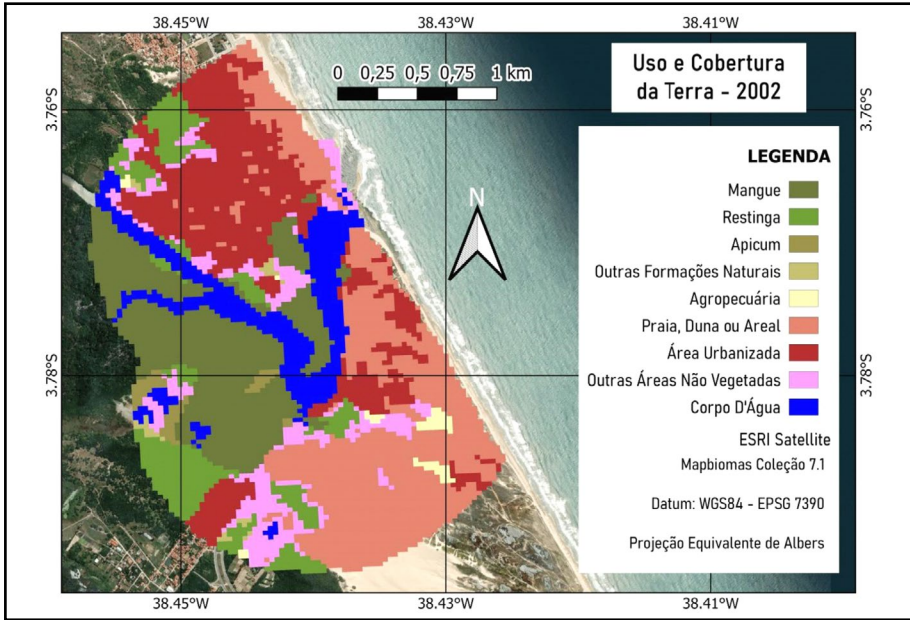 38.45°W
38.43°W
38.41°W
0 0,25 0,5 0,75 1 km
Uso e Cobertura
da Terra - 2002
3.76°S
3.76°S
N
LEGENDA
Mangue
Restinga
Apicum
Outras Formações Naturais
Agropecuária
Praia, Duna ou Areal
Área Urbanizada
Outras Áreas Não Vegetadas
Corpo D'Água
3.78°S
3.78°S
ESRI Satellite
Mapbiomas Coleção 7.1
Datum: WGS84 - EPSG 7390
Projeção Equivalente de Albers
38.45°W
38.43°W
38.41°W